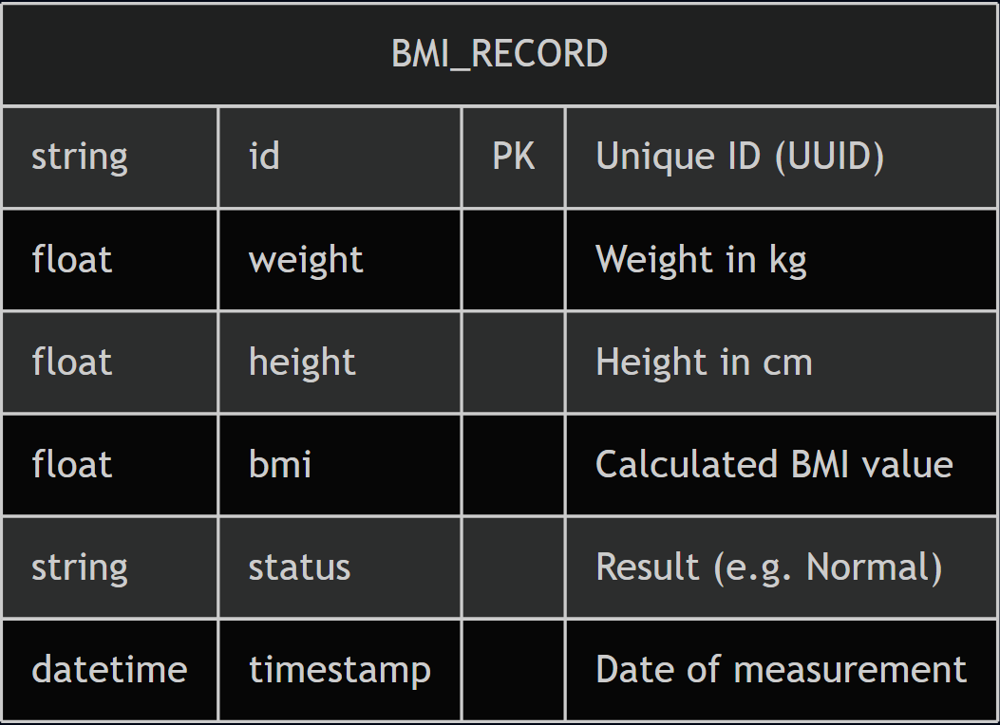 BMI_RECORD
string id PK Unique ID (UUID)
float weight Weight in kg
float height Height in cm
float bmi Calculated BMI value
string status Result (e.g. Normal)
datetime timestamp Date of measurement